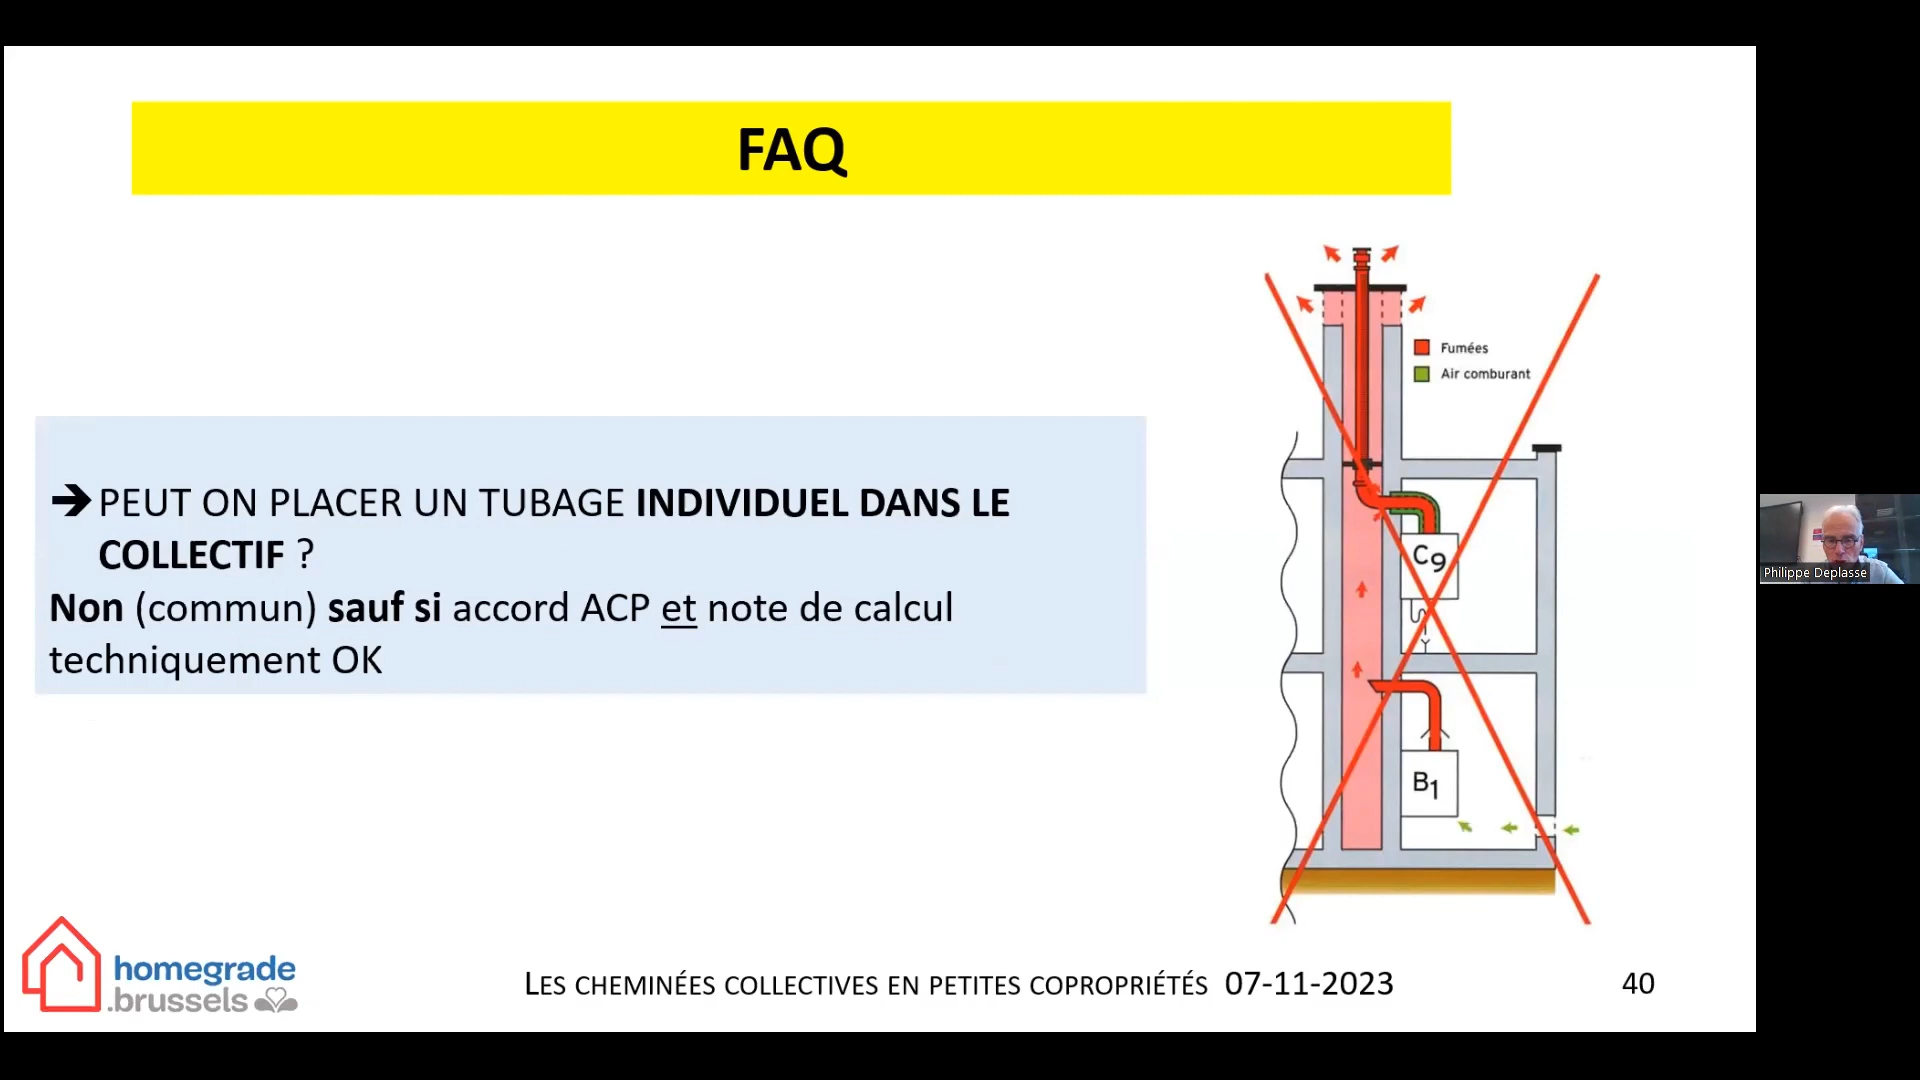 FAQ
Fumées
Air comburant
➔ PEUT ON PLACER UN TUBAGE INDIVIDUEL DANS LE
COLLECTIF ?
Non (commun) sauf si accord ACP et note de calcul
techniquement OK
C9
B1
Philippe Deplasse
homegrade
.brussels
LES CHEMINÉES COLLECTIVES EN PETITES COPROPRIÉTÉS 07-11-2023
40